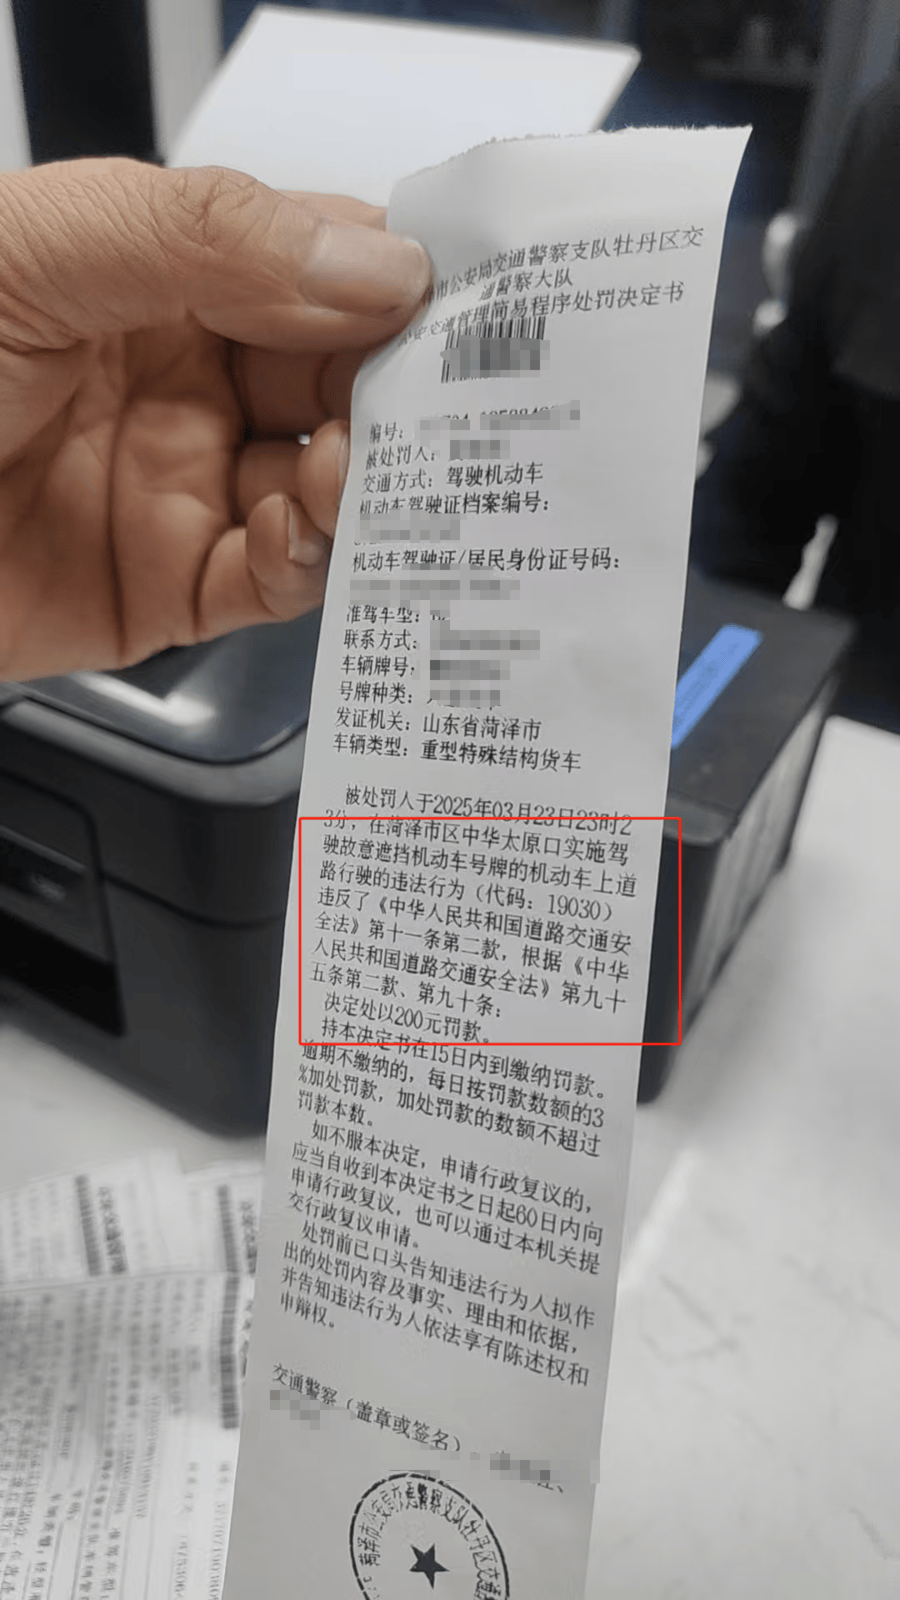 市公安局交通警察支队牡丹区交
通警察大队
公安交通管理简易程序处罚决定书
编号:
被处罚人:
交通方式: 驾驶机动车
机动车驾驶证档案编号:
机动车驾驶证/居民身份证号码:
准驾车型:
联系方式:
车辆牌号:
号牌种类:
发证机关: 山东省菏泽市
车辆类型: 重型特殊结构货车
被处罚人于2025年03月23日23时2
3分, 在菏泽市区中华太原口实施驾
驶故意遮挡机动车号牌的机动车上道
路行驶的违法行为 (代码: 19030)
违反了《中华人民共和国道路交通安
全法》第十一条第二款, 根据《中华
人民共和国道路交通安全法》第九十
五条第二款、第九十条:
决定处以200元罚款。
持本决定书在15日内到缴纳罚款。
逾期不缴纳的, 每日按罚款数额的3
%加处罚款, 加处罚款的数额不超过
罚款本数。
如不服本决定, 申请行政复议的,
应当自收到本决定书之日起60日内向
申请行政复议, 也可以通过本机关提
交行政复议申请。
处罚前已口头告知违法行为人拟作
出的处罚内容及事实、理由和依据,
并告知违法行为人依法享有陈述权和
申辩权。
交通警察 (盖章或签名)
菏泽市公安局交通警察支队牡丹区交通